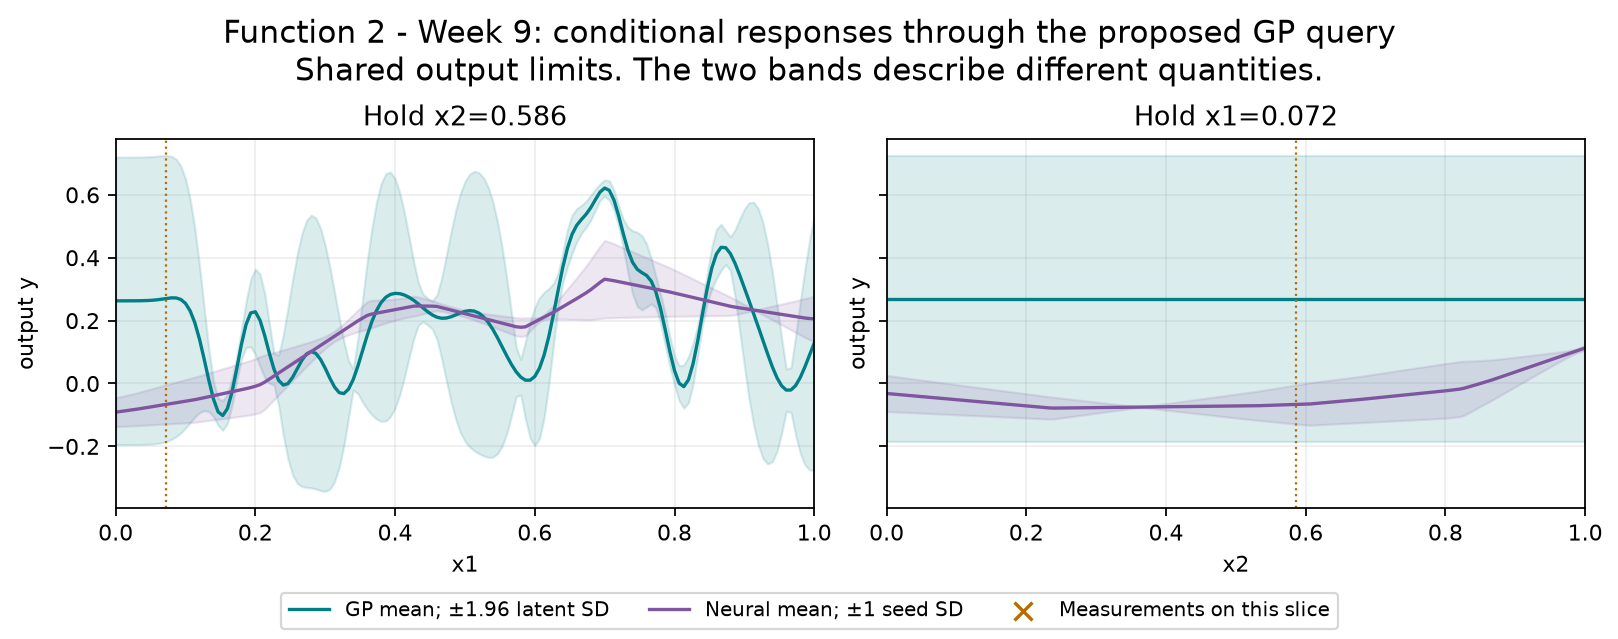 Function 2 - Week 9: conditional responses through the proposed GP query
Shared output limits. The two bands describe different quantities.
Hold x2=0.586
Hold x1=0.072
output y
0.6
0.4
0.2
0.0
−0.2
0.0 0.2 0.4 0.6 0.8 1.0
x1
output y
0.0 0.2 0.4 0.6 0.8 1.0
x2
GP mean; ±1.96 latent SD
Neural mean; ±1 seed SD
Measurements on this slice